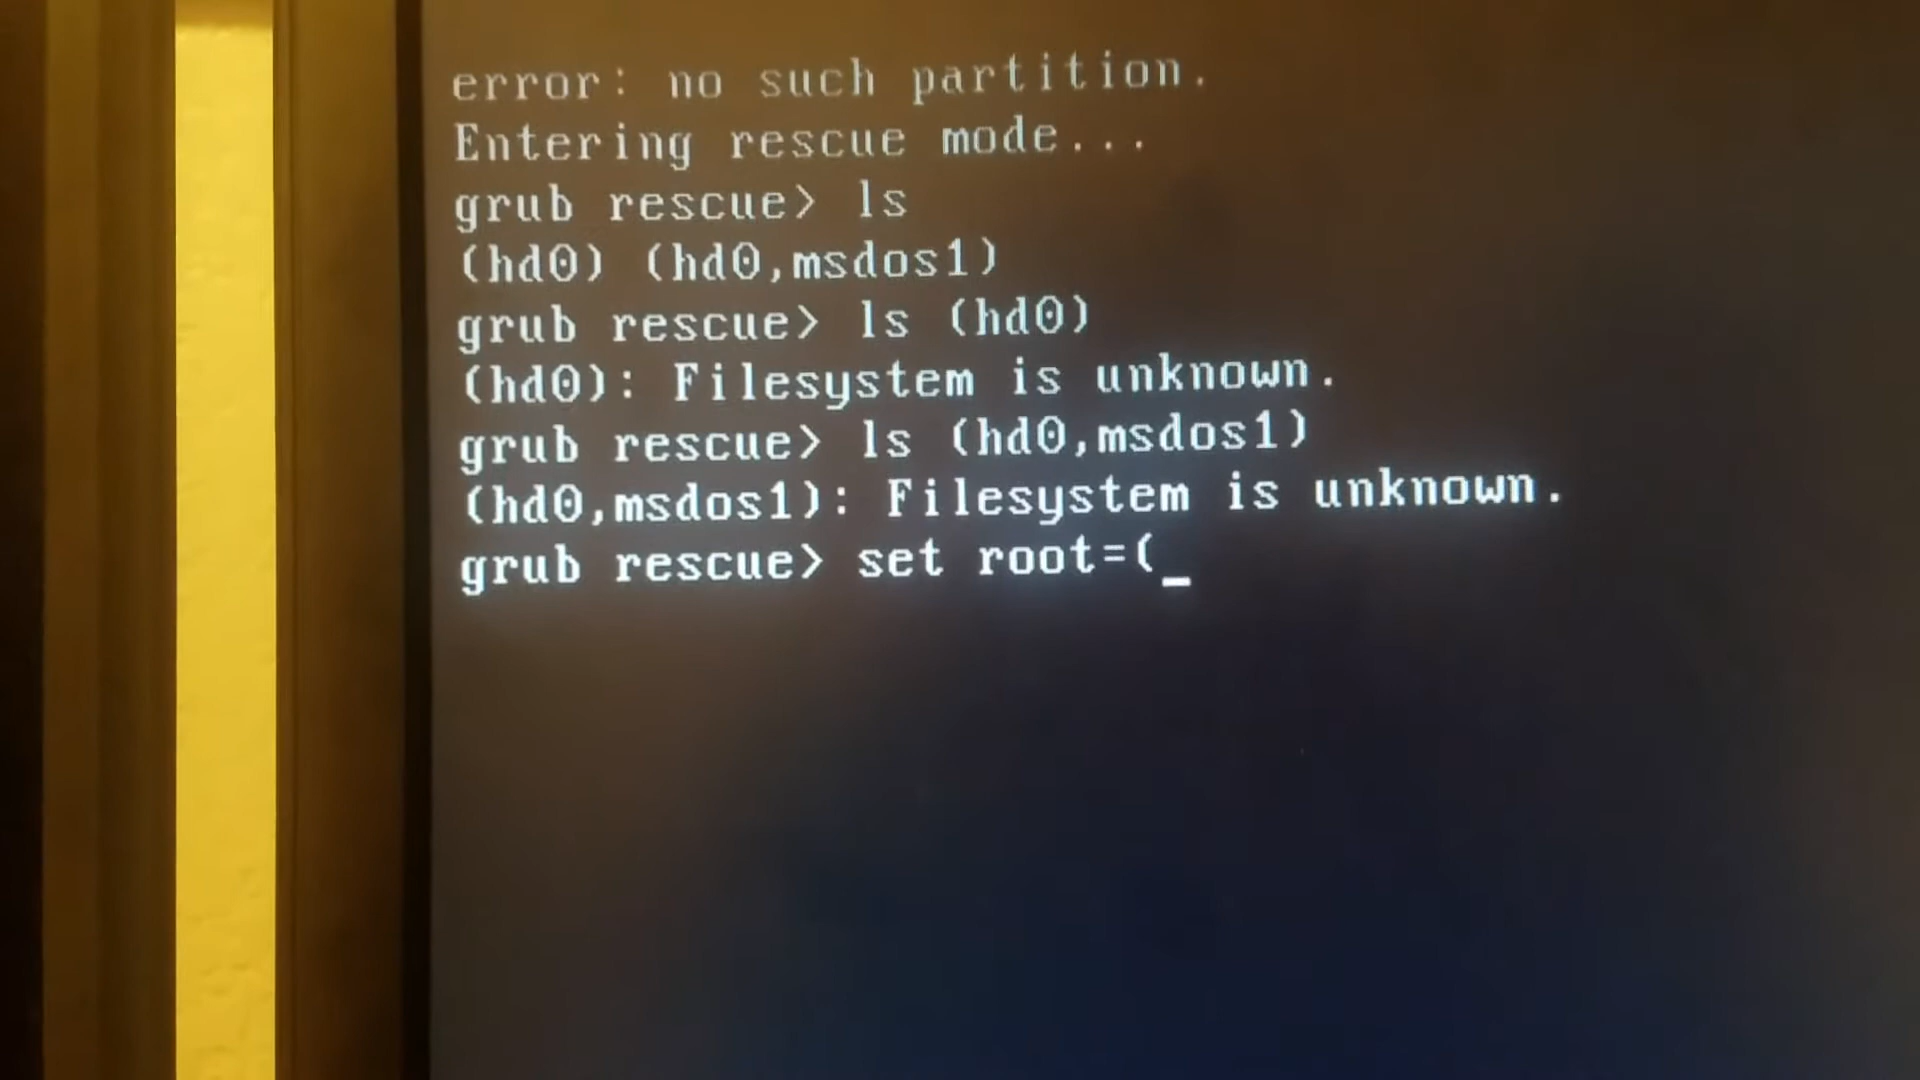 error: no such partition.
Entering rescue mode...
grub rescue> ls
(hd0) (hd0,msdos1)
grub rescue> ls (hd0)
(hd0): Filesystem is unknown.
grub rescue> ls (hd0,msdos1)
(hd0,msdos1): Filesystem is unknown.
grub rescue> set root=(_